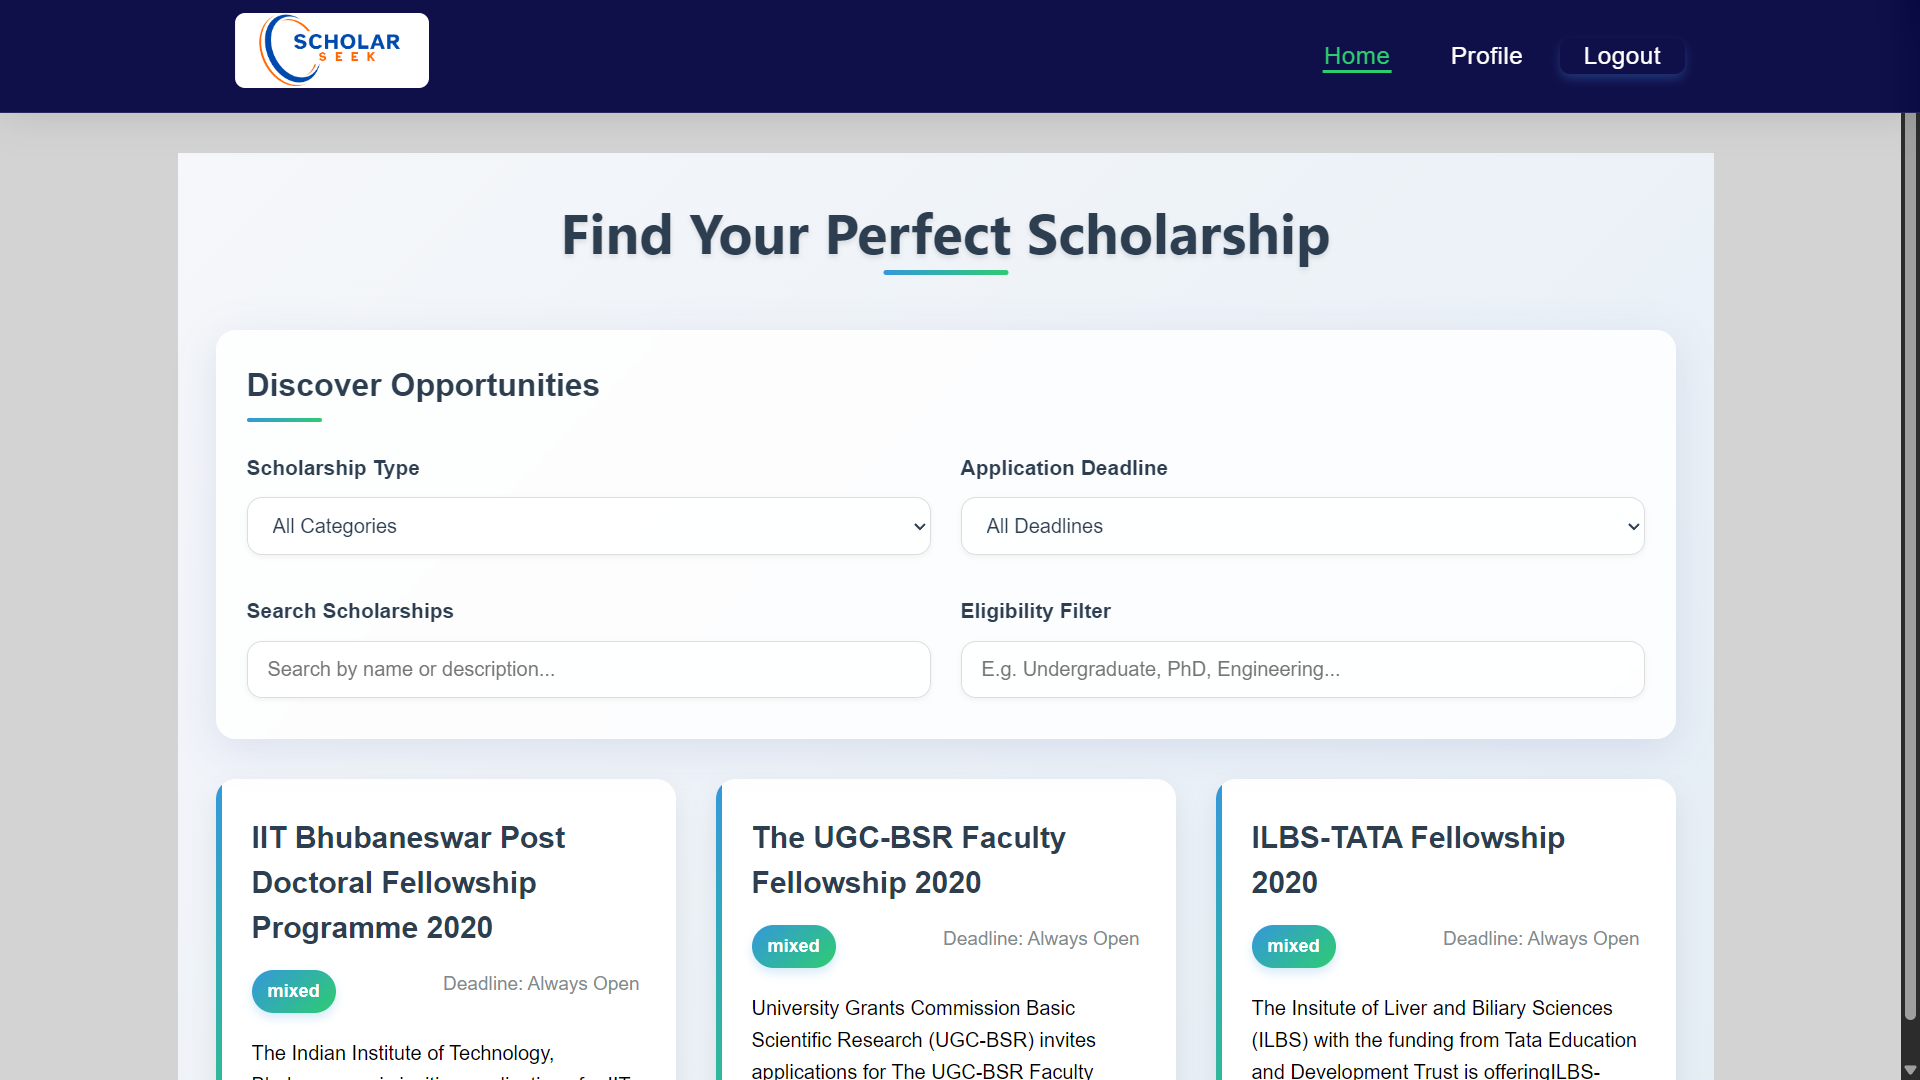 SCHOLAR
SEEK
Home
Profile
Logout
Find Your Perfect Scholarship
Discover Opportunities
Scholarship Type
Application Deadline
All Categories
All Deadlines
Search Scholarships
Eligibility Filter
Search by name or description...
E.g. Undergraduate, PhD, Engineering...
IIT Bhubaneswar Post
Doctoral Fellowship
Programme 2020
mixed
Deadline: Always Open
The Indian Institute of Technology,
The UGC-BSR Faculty
Fellowship 2020
mixed
Deadline: Always Open
University Grants Commission Basic
Scientific Research (UGC-BSR) invites
applications for The UGC-BSR Faculty
ILBS-TATA Fellowship
2020
mixed
Deadline: Always Open
The Insitute of Liver and Biliary Sciences
(ILBS) with the funding from Tata Education
and Development Trust is offeringILBS-